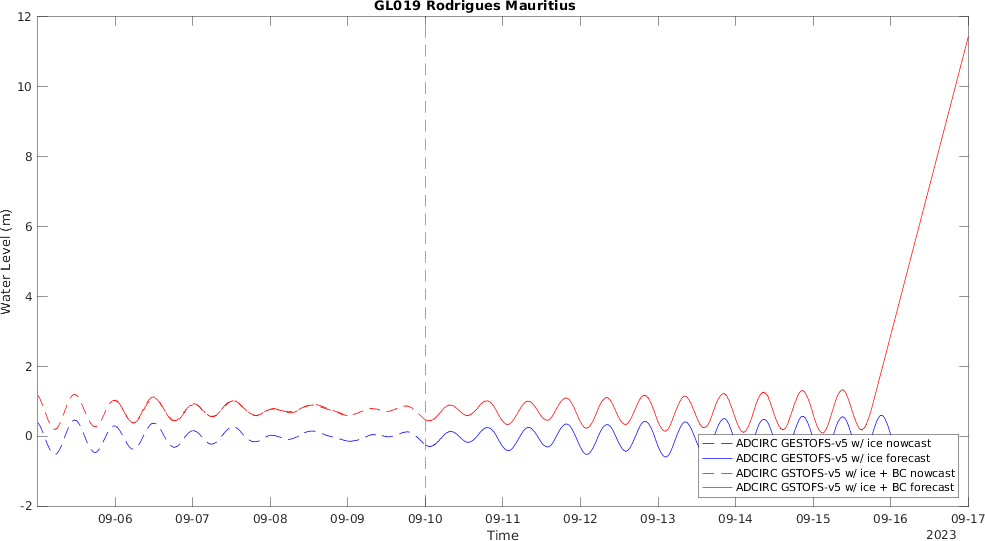 GL019 Rodrigues Mauritius
12
10
8
6
4
2
0
-2
Water Level (m)
09-06 09-07 09-08 09-09 09-10 09-11 09-12 09-13 09-14 09-15 09-16 09-17
Time
2023
ADCIRC GESTOFS-v5 w/ ice nowcast
ADCIRC GESTOFS-v5 w/ ice forecast
ADCIRC GSTOFS-v5 w/ ice + BC nowcast
ADCIRC GSTOFS-v5 w/ ice + BC forecast